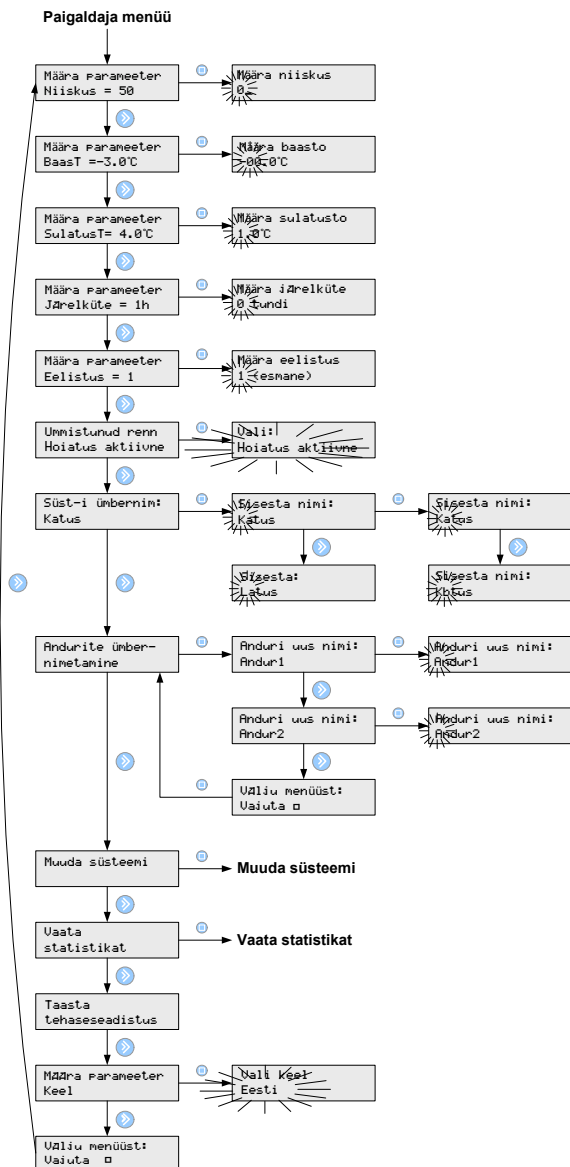 Paigaldaja menüü
Määra parameeter
Niiskus = 50
Määra niiskus
0_
Määra parameeter
BaasT =-3.0°C
Määra baasto
-00.0°C
Määra parameeter
SulatusT= 4.0°C
Määra sulatusto
1.0°C
Määra parameeter
Järelküte = 1h
Määra järelküte
0 tundi
Määra parameeter
Eelistus = 1
Määra eelistus
1 (esmane)
Ummistunud renn
Hoiatus aktiivne
Vali:
Hoiatus aktiivne
Süst-i ümbernim:
Katus
Sisesta nimi:
Katus
Sisesta nimi:
Katus
Sisesta:
Latus
Sisesta nimi:
Kbtus
Andurite ümber-
nimetamine
Anduri uus nimi:
Andur1
Anduri uus nimi:
Andur1
Anduri uus nimi:
Andur2
Anduri uus nimi:
Andur2
Välju menüüst:
Vajuta □
Muuda süsteemi
Muuda süsteemi
Vaata
statistikat
Vaata statistikat
Taasta
tehaseseadistus
Määra parameeter
Keel
Vali keel
Eesti
Välju menüüst:
Vajuta □